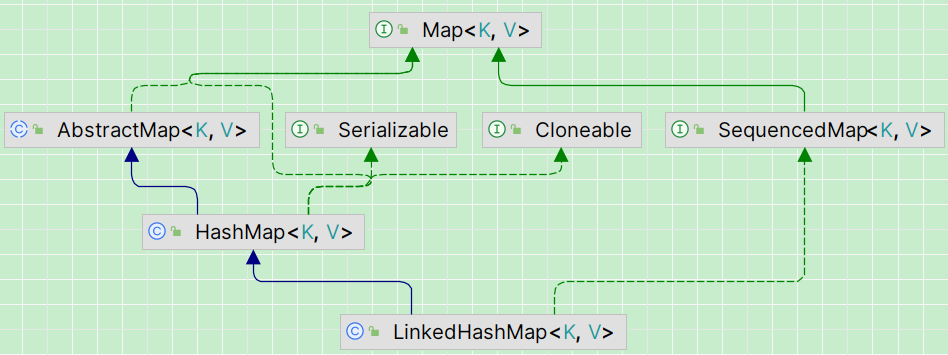 I Map<K, V>
C AbstractMap<K, V>
I Serializable
I Cloneable
I SequencedMap<K, V>
C HashMap<K, V>
C LinkedHashMap<K, V>